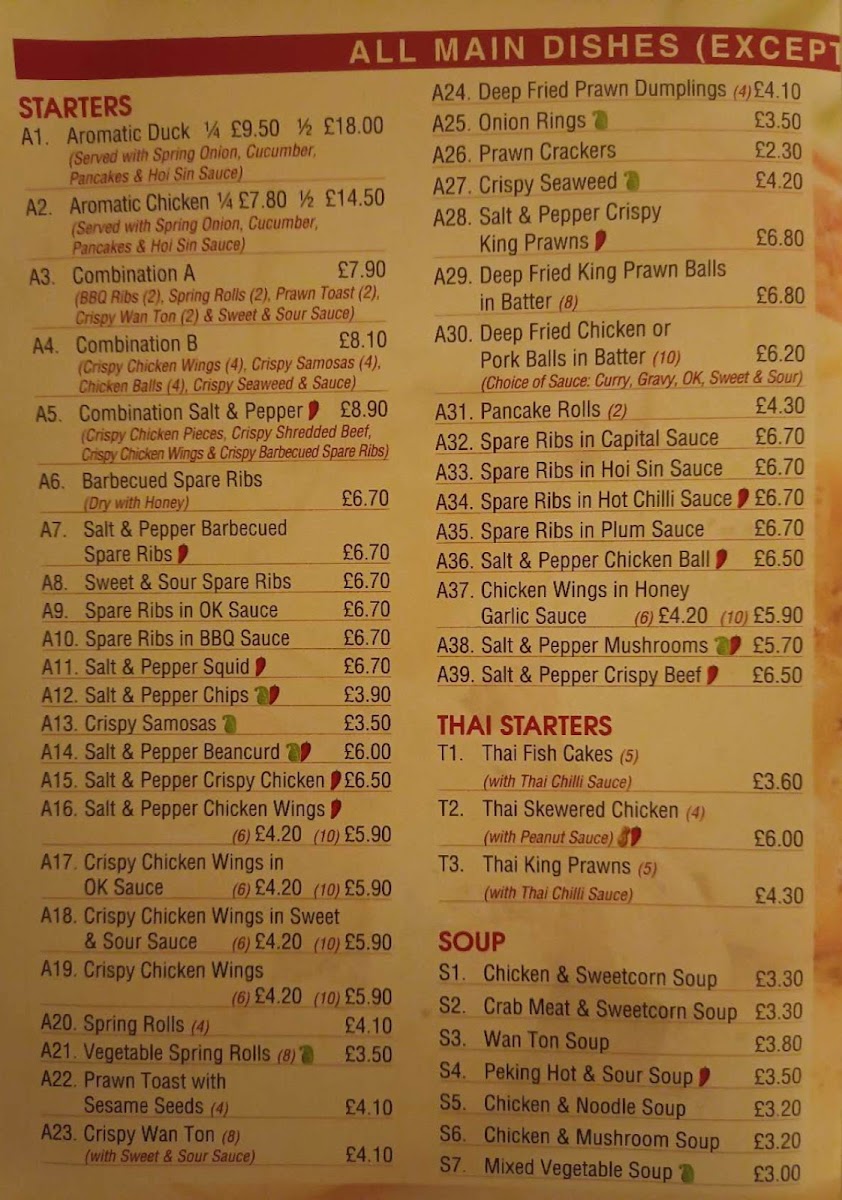 ALL MAIN DISHES (EXCEPT
STARTERS
A1. Aromatic Duck ¼ £9.50 ½ £18.00
(Served with Spring Onion, Cucumber,
Pancakes & Hoi Sin Sauce)
A2. Aromatic Chicken ¼ £7.80 ½ £14.50
(Served with Spring Onion, Cucumber,
Pancakes & Hoi Sin Sauce)
A3. Combination A £7.90
(BBQ Ribs (2), Spring Rolls (2), Prawn Toast (2),
Crispy Wan Ton (2) & Sweet & Sour Sauce)
A4. Combination B £8.10
(Crispy Chicken Wings (4), Crispy Samosas (4),
Chicken Balls (4), Crispy Seaweed & Sauce)
A5. Combination Salt & Pepper £8.90
(Crispy Chicken Pieces, Crispy Shredded Beef,
Crispy Chicken Wings & Crispy Barbecued Spare Ribs)
A6. Barbecued Spare Ribs
(Dry with Honey) £6.70
A7. Salt & Pepper Barbecued
Spare Ribs £6.70
A8. Sweet & Sour Spare Ribs £6.70
A9. Spare Ribs in OK Sauce £6.70
A10. Spare Ribs in BBQ Sauce £6.70
A11. Salt & Pepper Squid £6.70
A12. Salt & Pepper Chips £3.90
A13. Crispy Samosas £3.50
A14. Salt & Pepper Beancurd £6.00
A15. Salt & Pepper Crispy Chicken £6.50
A16. Salt & Pepper Chicken Wings
(6) £4.20 (10) £5.90
A17. Crispy Chicken Wings in
OK Sauce (6) £4.20 (10) £5.90
A18. Crispy Chicken Wings in Sweet
& Sour Sauce (6) £4.20 (10) £5.90
A19. Crispy Chicken Wings
(6) £4.20 (10) £5.90
A20. Spring Rolls (4) £4.10
A21. Vegetable Spring Rolls (8) £3.50
A22. Prawn Toast with
Sesame Seeds (4) £4.10
A23. Crispy Wan Ton (8)
(with Sweet & Sour Sauce) £4.10
A24. Deep Fried Prawn Dumplings (4) £4.10
A25. Onion Rings £3.50
A26. Prawn Crackers £2.30
A27. Crispy Seaweed £4.20
A28. Salt & Pepper Crispy
King Prawns £6.80
A29. Deep Fried King Prawn Balls
in Batter (8) £6.80
A30. Deep Fried Chicken or
Pork Balls in Batter (10) £6.20
(Choice of Sauce: Curry, Gravy, OK, Sweet & Sour)
A31. Pancake Rolls (2) £4.30
A32. Spare Ribs in Capital Sauce £6.70
A33. Spare Ribs in Hoi Sin Sauce £6.70
A34. Spare Ribs in Hot Chilli Sauce £6.70
A35. Spare Ribs in Plum Sauce £6.70
A36. Salt & Pepper Chicken Ball £6.50
A37. Chicken Wings in Honey
Garlic Sauce (6) £4.20 (10) £5.90
A38. Salt & Pepper Mushrooms £5.70
A39. Salt & Pepper Crispy Beef £6.50
THAI STARTERS
T1. Thai Fish Cakes (5)
(with Thai Chilli Sauce) £3.60
T2. Thai Skewered Chicken (4)
(with Peanut Sauce) £6.00
T3. Thai King Prawns (5)
(with Thai Chilli Sauce) £4.30
SOUP
S1. Chicken & Sweetcorn Soup £3.30
S2. Crab Meat & Sweetcorn Soup £3.30
S3. Wan Ton Soup £3.80
S4. Peking Hot & Sour Soup £3.50
S5. Chicken & Noodle Soup £3.20
S6. Chicken & Mushroom Soup £3.20
S7. Mixed Vegetable Soup £3.00